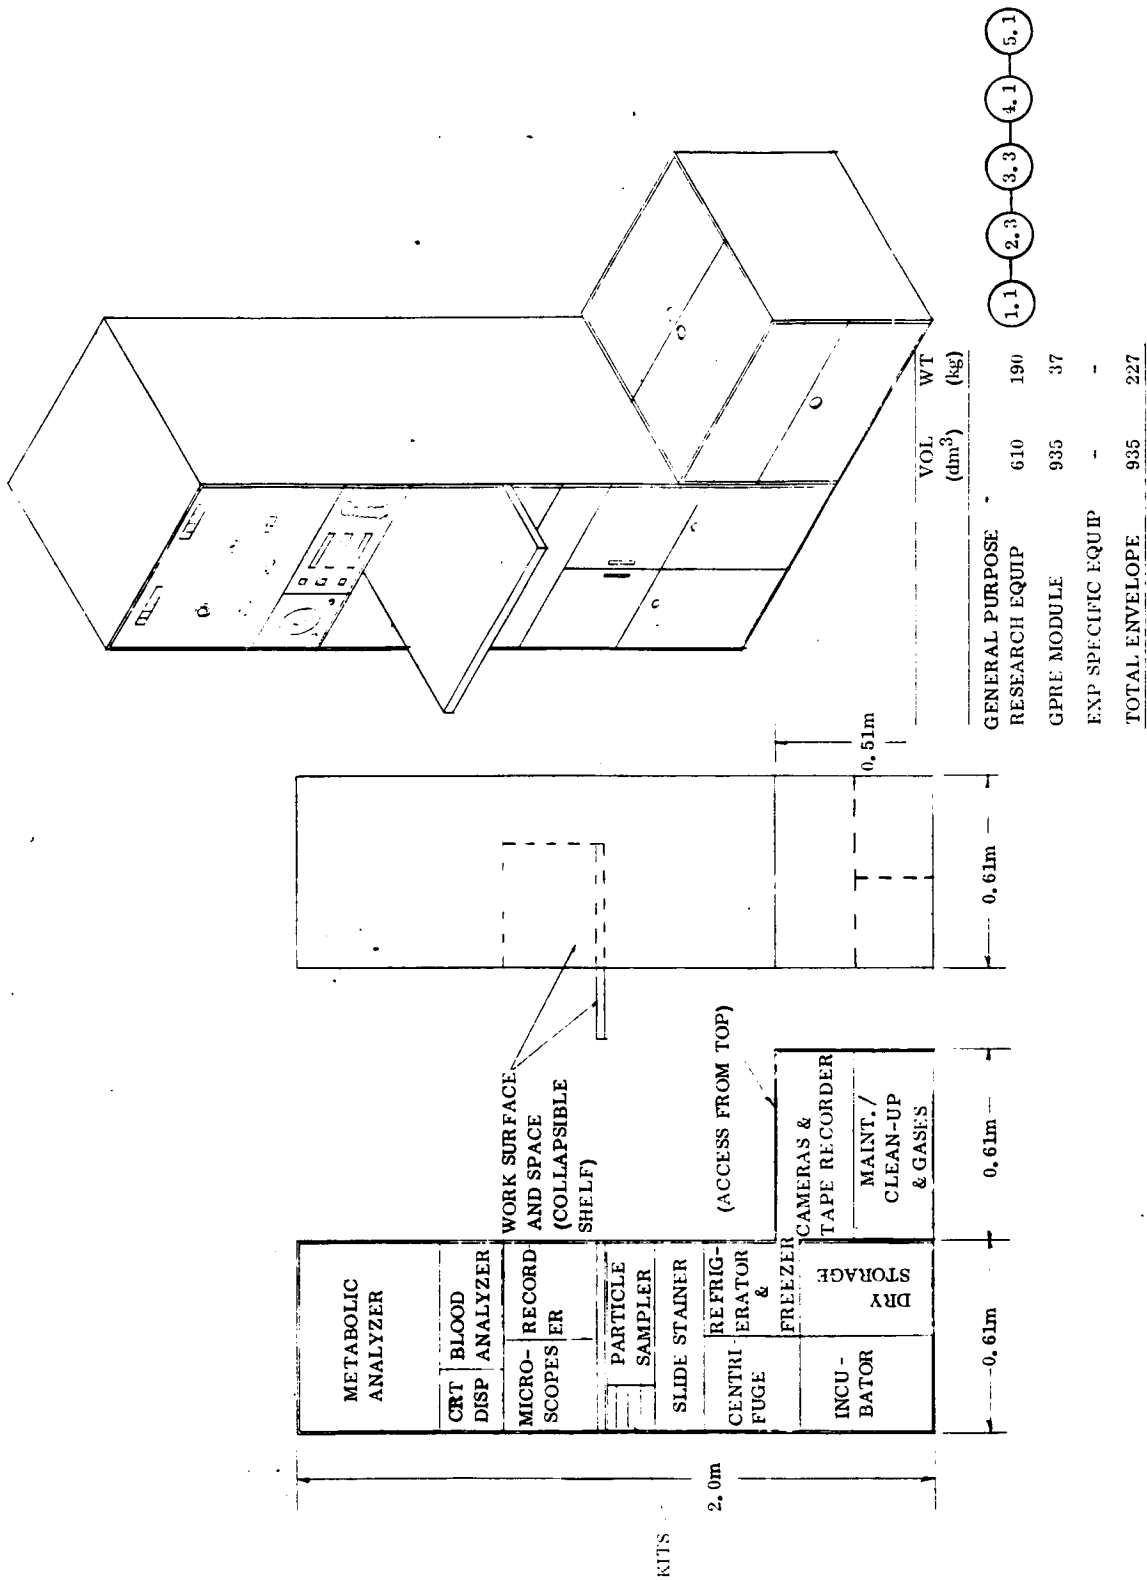 METABOLIC
ANALYZER
CRT
DISP
BLOOD
ANALYZER
MICRO-
SCOPES
RECORD-
ER
PARTICLE
SAMPLER
SLIDE STAINER
CENTRI-
FUGE
REFRIG-
ERATOR
&
FREEZER
INCU-
BATOR
DRY
STORAGE
CAMERAS &
TAPE RECORDER
MAINT./
CLEAN-UP
& GASES
WORK SURFACE
AND SPACE
(COLLAPSIBLE
SHELF)
(ACCESS FROM TOP)
KITS
2.0m
0.61m
0.61m
0.61m
0.51m
VOL WT
(dm³) (kg)
GENERAL PURPOSE
RESEARCH EQUIP 610 190
GPRE MODULE 935 37
EXP SPECIFIC EQUIP - -
TOTAL ENVELOPE 935 227
1.1 2.3 3.3 4.1 5.1